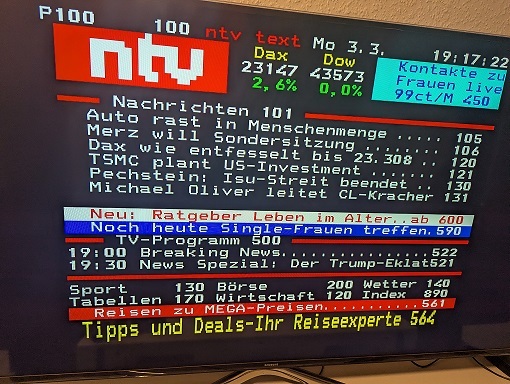 P100 100 ntv text Mo 3.3. 19:17:22
ntv
Dax Dow
23147 43573
2,6% 0,0%
Kontakte zu
Frauen live
99ct/M 450
Nachrichten 101
Auto rast in Menschenmenge ..... 105
Merz will Sondersitzung ........ 106
Dax wie entfesselt bis 23.308 .. 120
TSMC plant US-Investment ....... 121
Pechstein: Isu-Streit beendet .. 130
Michael Oliver leitet CL-Kracher 131
Neu: Ratgeber Leben im Alter..ab 600
Noch heute Single-Frauen treffen.590
TV-Programm 500
19:00 Breaking News...............522
19:30 News Spezial: Der Trump-Eklat521
Sport 130 Börse 200 Wetter 140
Tabellen 170 Wirtschaft 120 Index 890
Reisen zu MEGA-Preisen...........561
Tipps und Deals-Ihr Reiseexperte 564